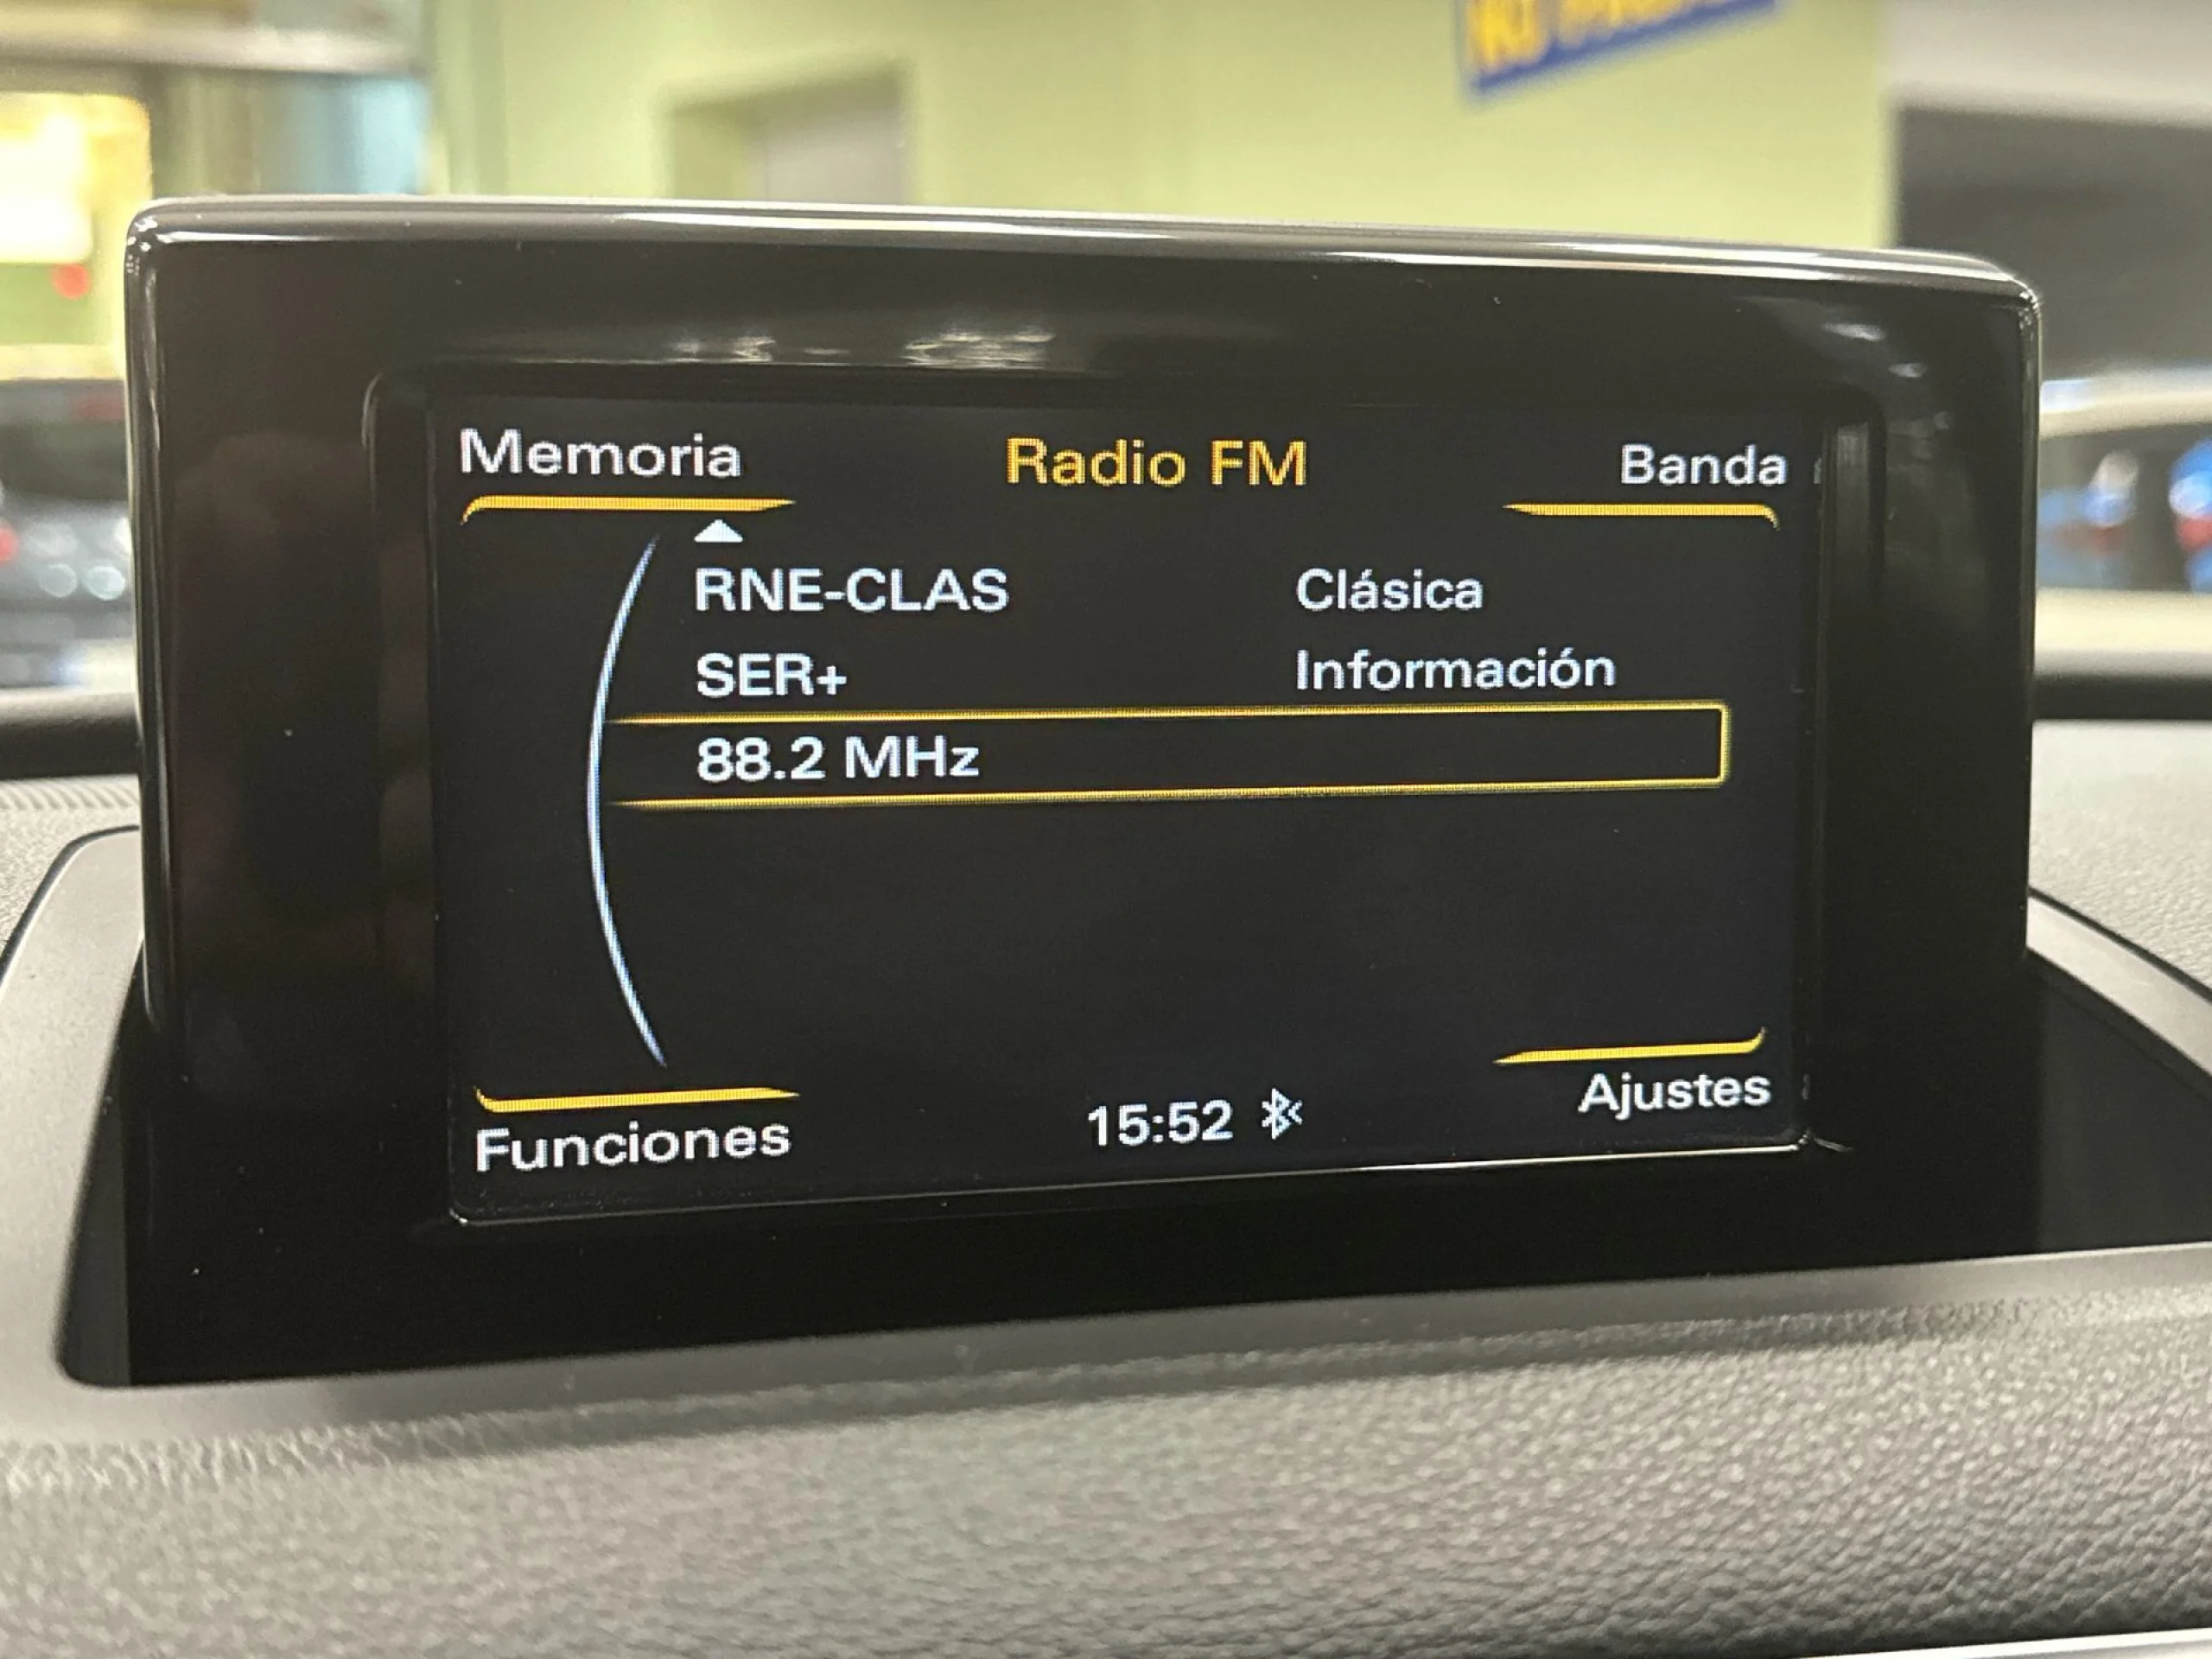 Memoria Radio FM Banda
RNE-CLAS Clásica
SER+ Información
88.2 MHz
Funciones 15:52 Ajustes